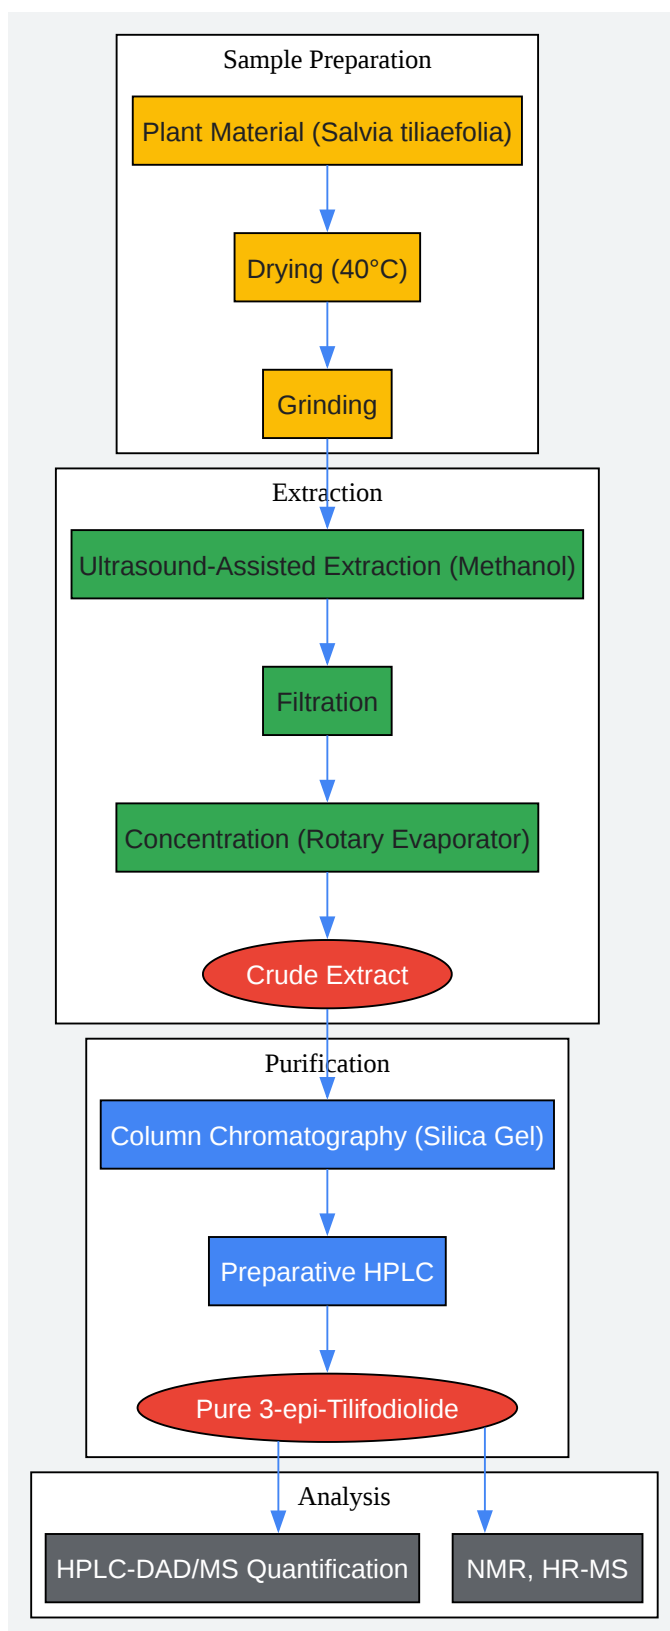 Sample Preparation
Plant Material (Salvia tiliaefolia)
Drying (40°C)
Grinding
Extraction
Ultrasound-Assisted Extraction (Methanol)
Filtration
Concentration (Rotary Evaporator)
Crude Extract
Purification
Column Chromatography (Silica Gel)
Preparative HPLC
Pure 3-epi-Tilifodiolide
Analysis
HPLC-DAD/MS Quantification
NMR, HR-MS